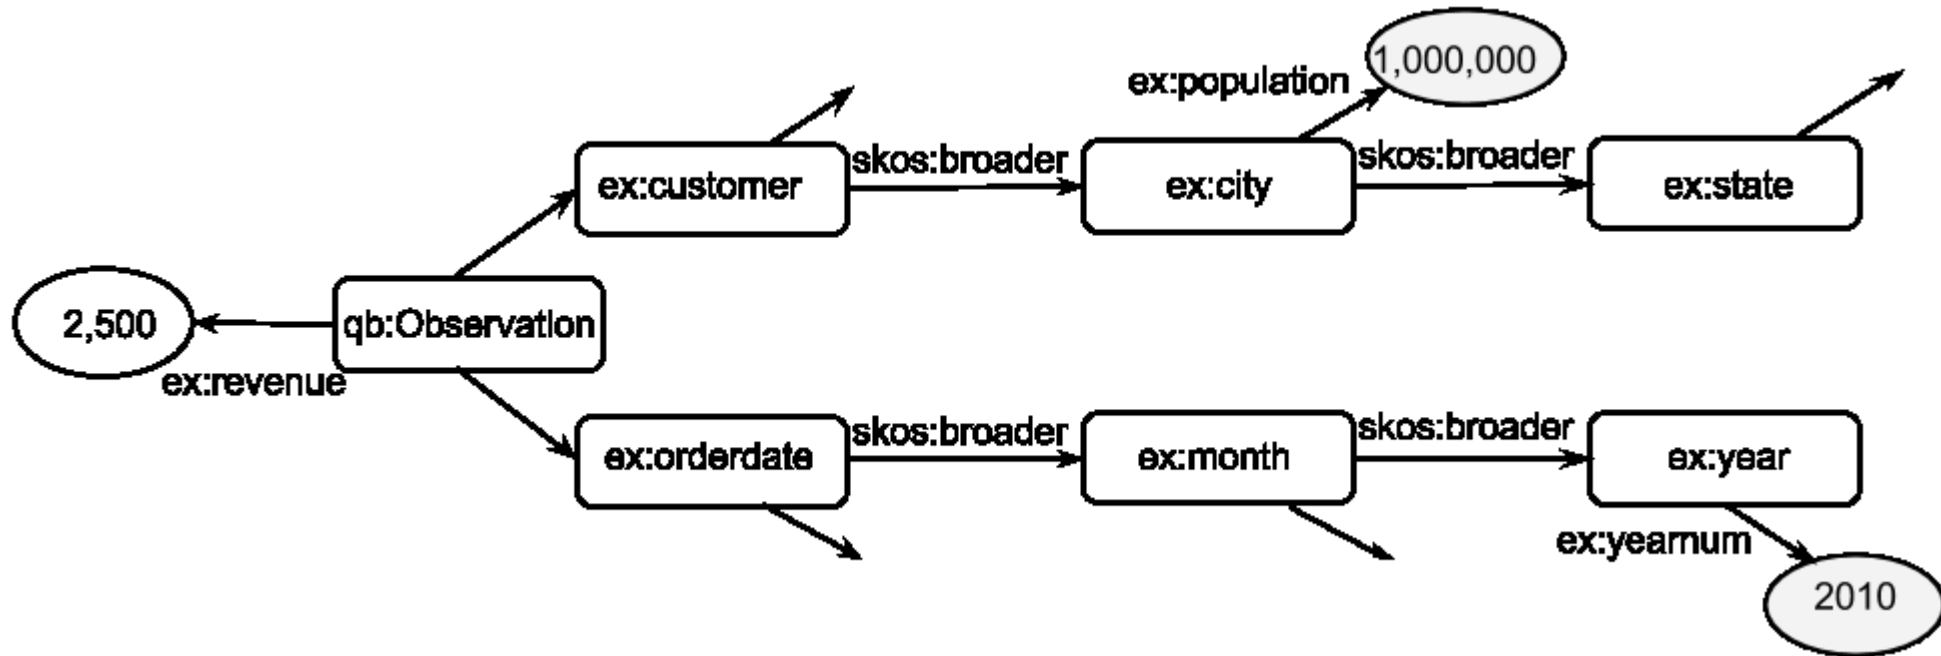 1,000,000
ex:population
skos:broader
skos:broader
ex:customer
ex:city
ex:state
2,500
qb:Observation
ex:revenue
skos:broader
skos:broader
ex:orderdate
ex:month
ex:year
ex:yearnum
2010